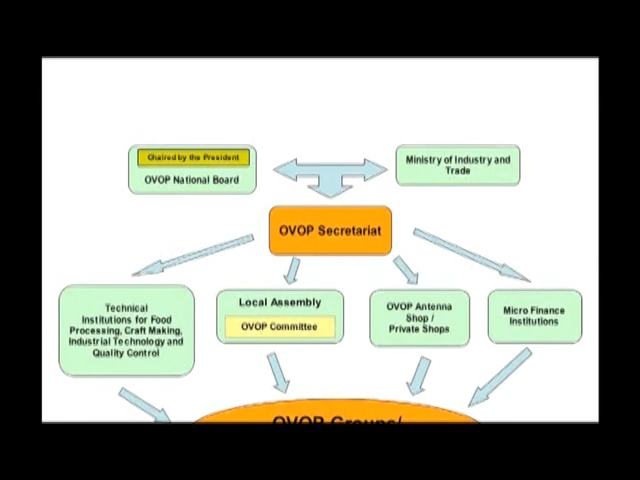 Chaired by the President
OVOP National Board
Ministry of Industry and
Trade
OVOP Secretariat
Technical
Institutions for Food
Processing, Craft Making,
Industrial Technology and
Quality Control
Local Assembly
OVOP Committee
OVOP Antenna
Shop /
Private Shops
Micro Finance
Institutions
OVOP Groups/